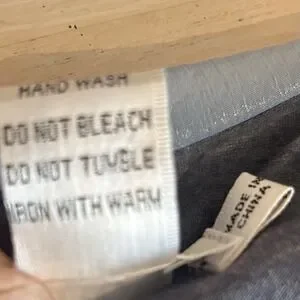 HAND WASH
DO NOT BLEACH
DO NOT TUMBLE
IRON WITH WARM
MADE IN
CHINA